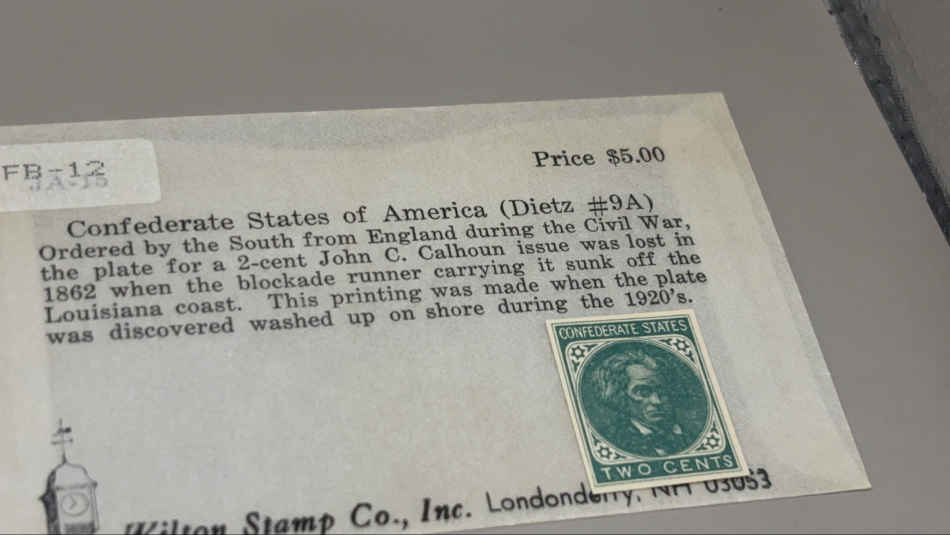 FB-12
JA-15
Price $5.00
Confederate States of America (Dietz #9A)
Ordered by the South from England during the Civil War,
the plate for a 2-cent John C. Calhoun issue was lost in
1862 when the blockade runner carrying it sunk off the
Louisiana coast. This printing was made when the plate
was discovered washed up on shore during the 1920's.
CONFEDERATE STATES
TWO CENTS
Wilton Stamp Co., Inc. Londonderry, NH 03053